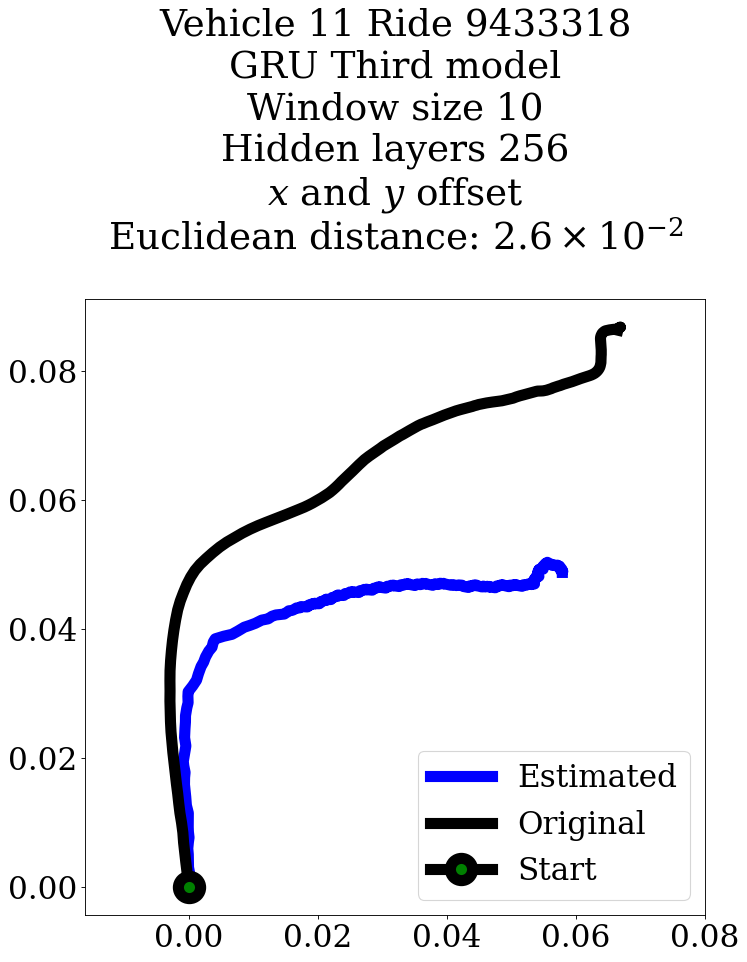 Vehicle 11 Ride 9433318
GRU Third model
Window size 10
Hidden layers 256
x and y offset
Euclidean distance: 2.6 × 10⁻²
0.08
0.06
0.04
0.02
0.00
Estimated
Original
Start
0.00 0.02 0.04 0.06 0.08